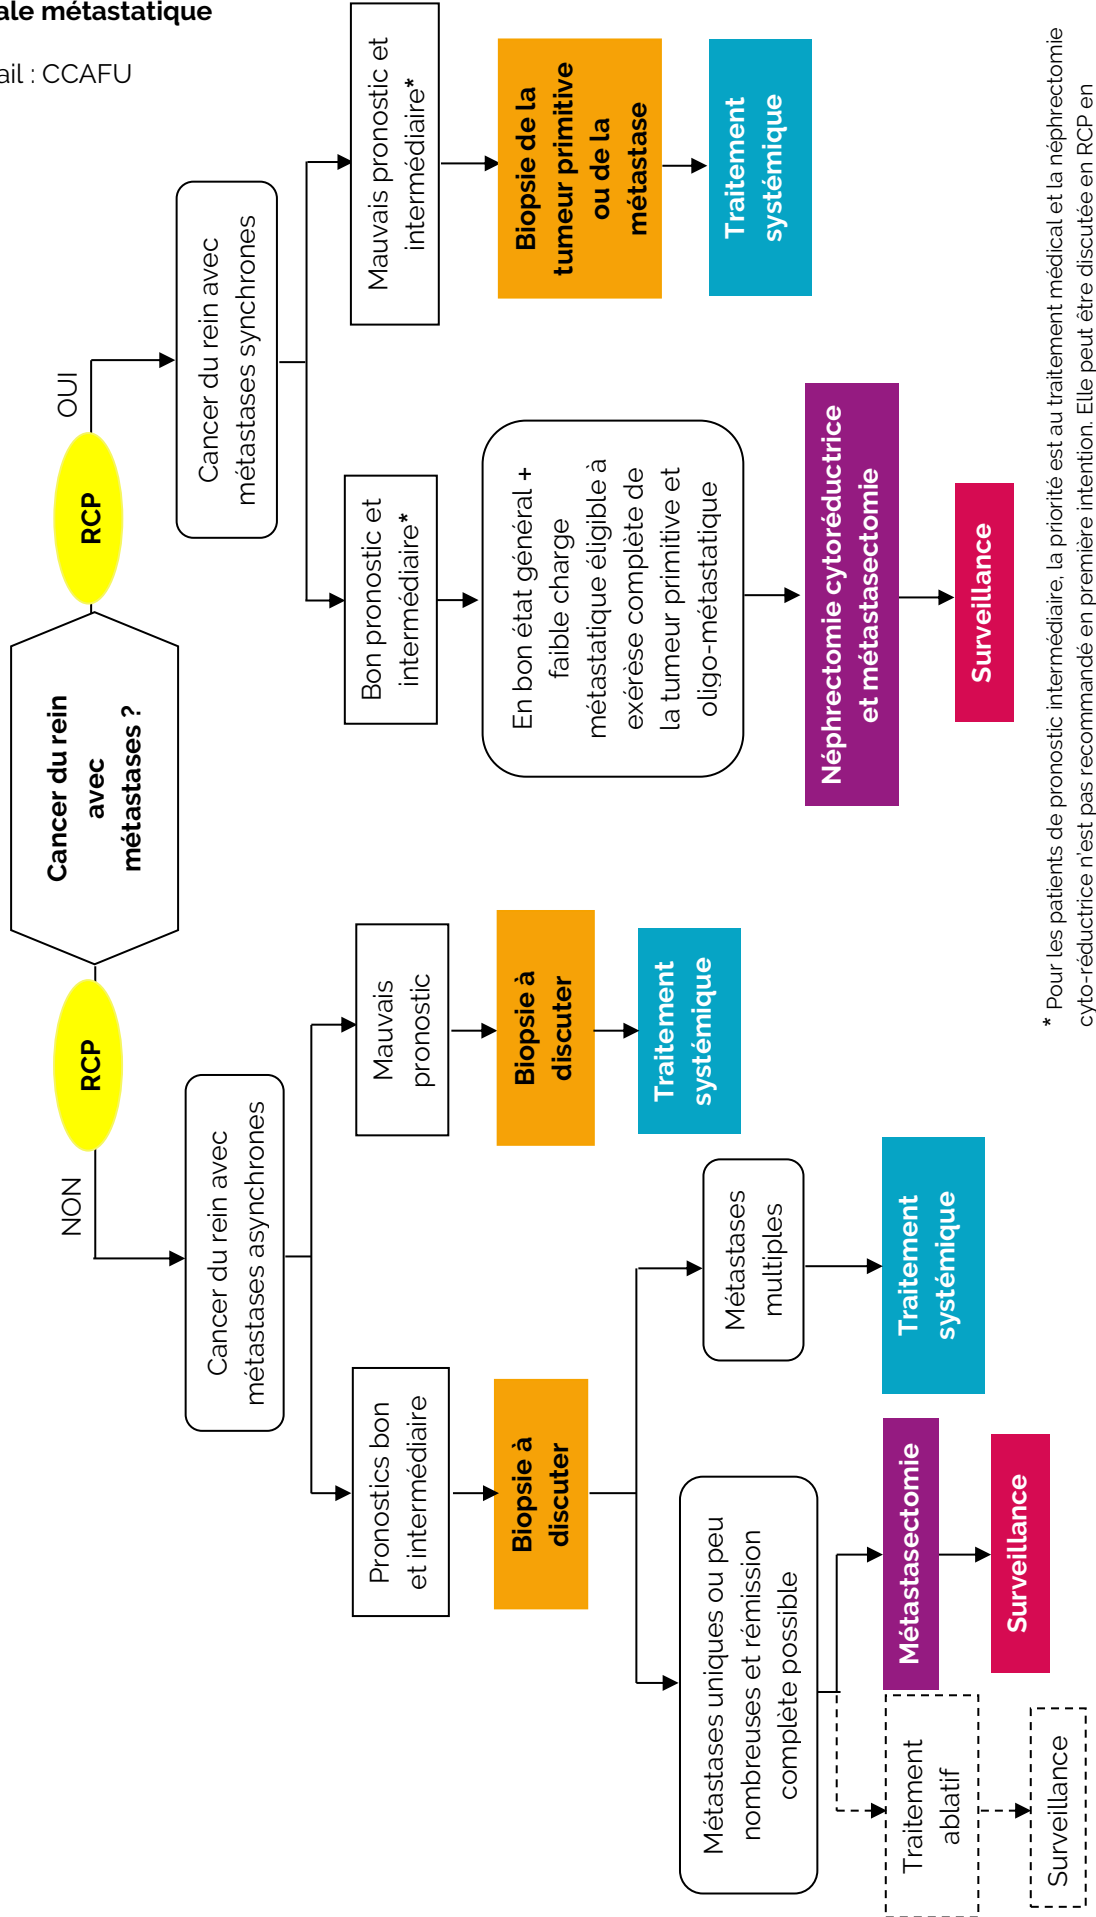 ale métastatique
ail : CCAFU
Cancer du rein
avec
métastases ?
RCP
NON
RCP
OUI
Cancer du rein avec
métastases asynchrones
Pronostics bon
et intermédiaire
Biopsie à
discuter
Métastases uniques ou peu
nombreuses et rémission
complète possible
Traitement
ablatif
Surveillance
Métastasectomie
Surveillance
Métastases
multiples
Traitement
systémique
Mauvais
pronostic
Biopsie à
discuter
Traitement
systémique
Cancer du rein avec
métastases synchrones
Bon pronostic et
intermédiaire*
En bon état général +
faible charge
métastatique éligible à
exérèse complète de
la tumeur primitive et
oligo-métastatique
Néphrectomie cytoréductrice
et métastasectomie
Surveillance
Mauvais pronostic et
intermédiaire*
Biopsie de la
tumeur primitive
ou de la
métastase
Traitement
systémique
* Pour les patients de pronostic intermédiaire, la priorité est au traitement médical et la néphrectomie
cyto-réductrice n'est pas recommandé en première intention. Elle peut être discutée en RCP en